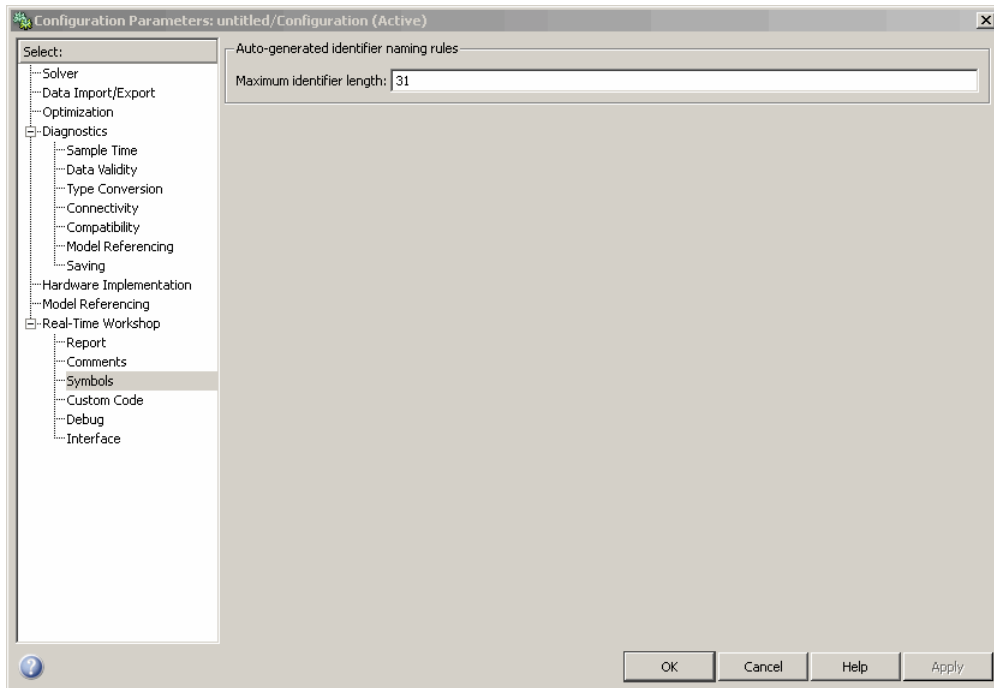 Configuration Parameters: untitled/Configuration (Active)
Select:
Solver
Data Import/Export
Optimization
Diagnostics
Sample Time
Data Validity
Type Conversion
Connectivity
Compatibility
Model Referencing
Saving
Hardware Implementation
Model Referencing
Real-Time Workshop
Report
Comments
Symbols
Custom Code
Debug
Interface
Auto-generated identifier naming rules
Maximum identifier length: 31
OK Cancel Help Apply